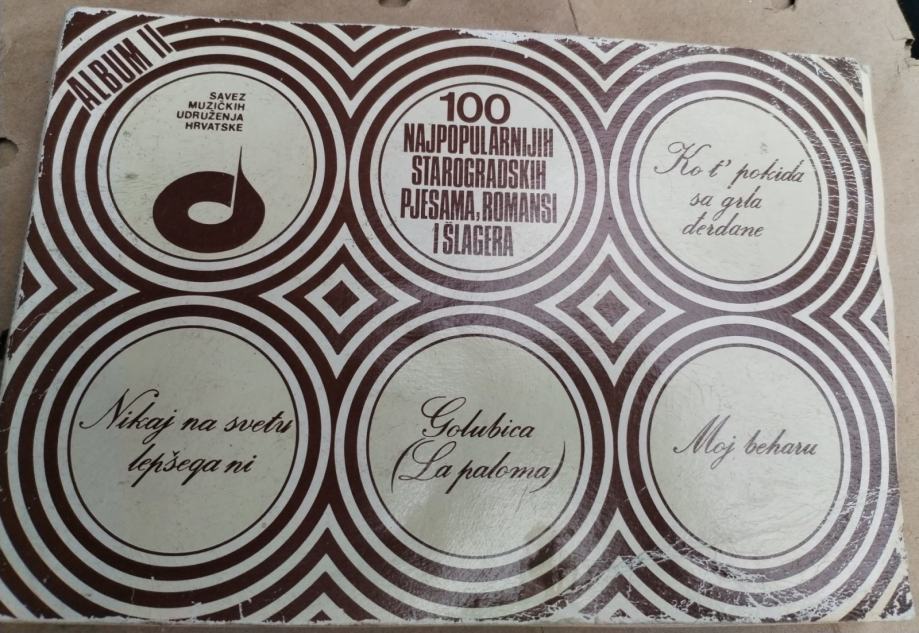 ALBUM II
SAVEZ
MUZIČKIH
UDRUŽENJA
HRVATSKE
100
NAJPOPULARNIJIH
STAROGRADSKIH
PJESAMA, ROMANSI
I ŠLAGERA
Ko t' pokida
sa grla
đerdane
Nikaj na svetu
lepšega ni
Golubica
(La paloma)
Moj beharu